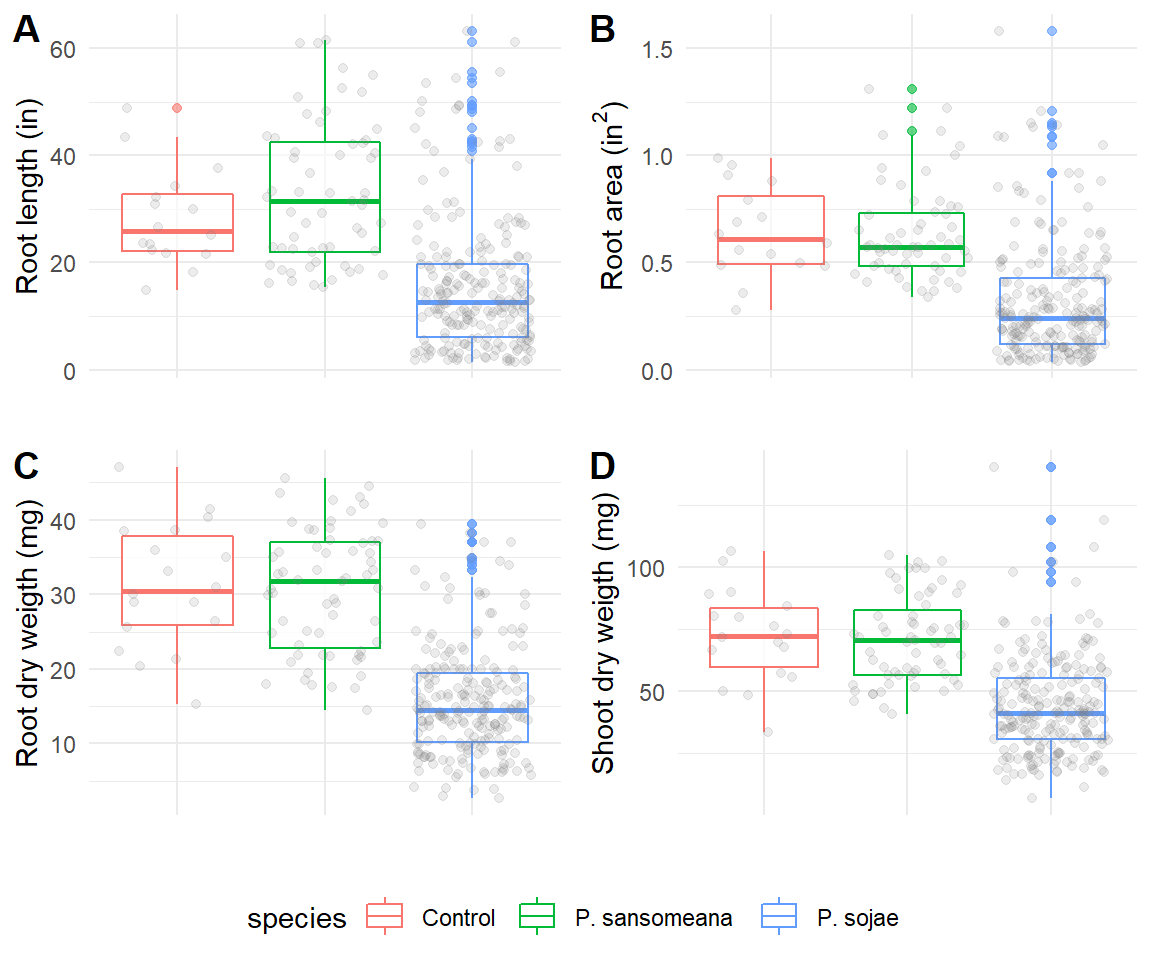 A
Root length (in)
60
40
20
0
B
Root area (in²)
1.5
1.0
0.5
0.0
C
Root dry weigth (mg)
40
30
20
10
D
Shoot dry weigth (mg)
100
50
species Control P. sansomeana P. sojae